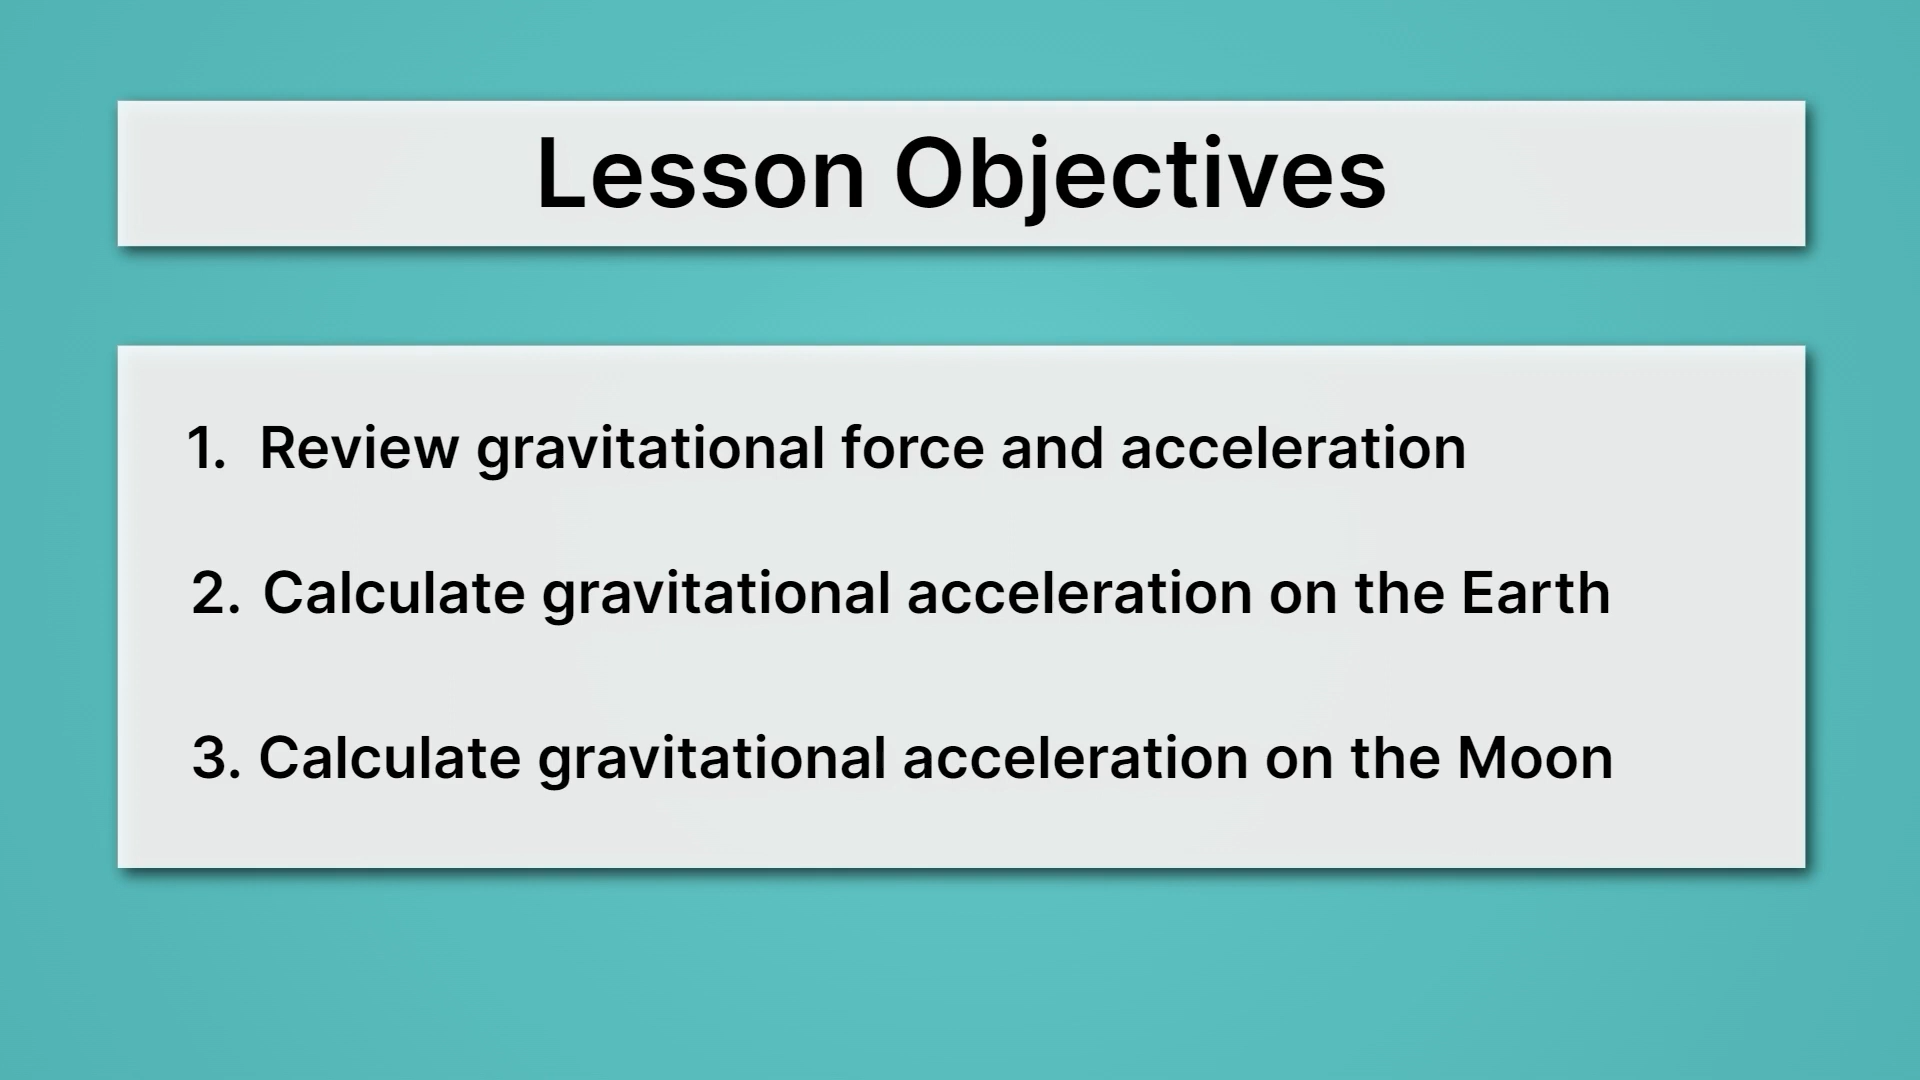 Lesson Objectives
1. Review gravitational force and acceleration
2. Calculate gravitational acceleration on the Earth
3. Calculate gravitational acceleration on the Moon